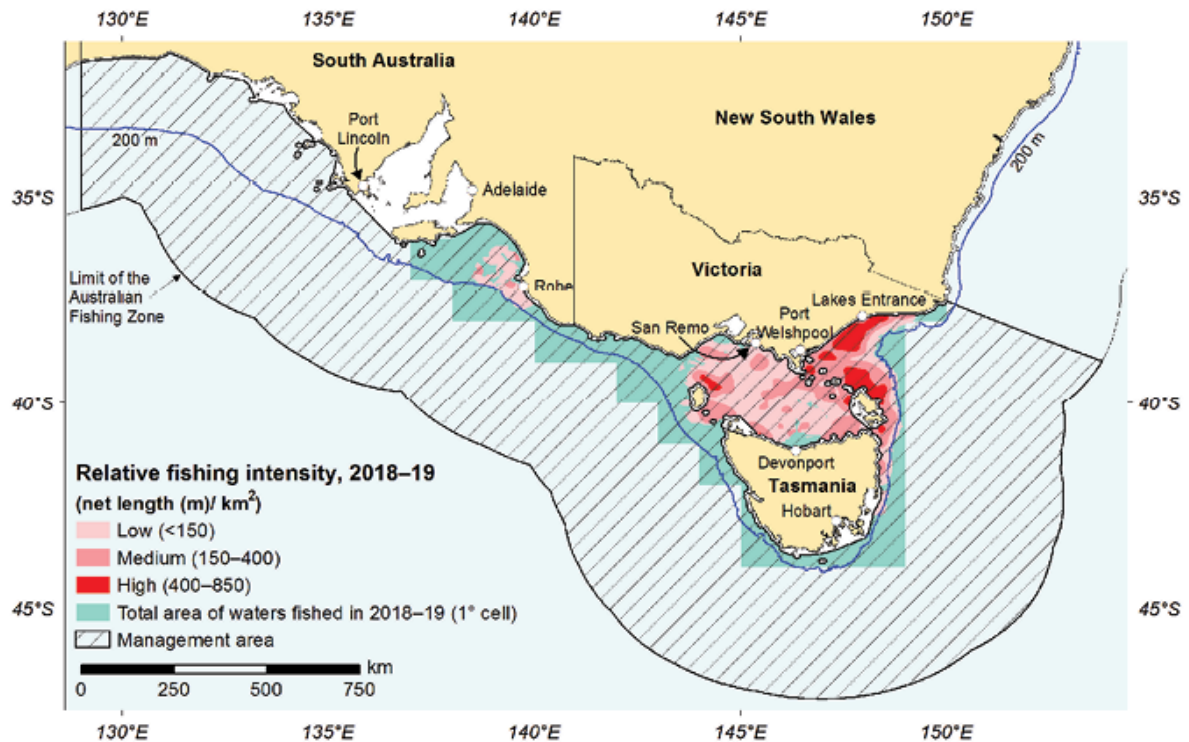 130°E 135°E 140°E 145°E 150°E
South Australia
New South Wales
Port
Lincoln
200 m
200 m
35°S
Adelaide
35°S
Victoria
Limit of the
Australian
Fishing Zone
Robe
Lakes Entrance
Port
Welshpool
San Remo
40°S
40°S
Devonport
Tasmania
Hobart
Relative fishing intensity, 2018–19
(net length (m)/ km²)
Low (<150)
Medium (150–400)
High (400–850)
Total area of waters fished in 2018–19 (1° cell)
Management area
45°S
45°S
km
0 250 500 750
130°E 135°E 140°E 145°E 150°E